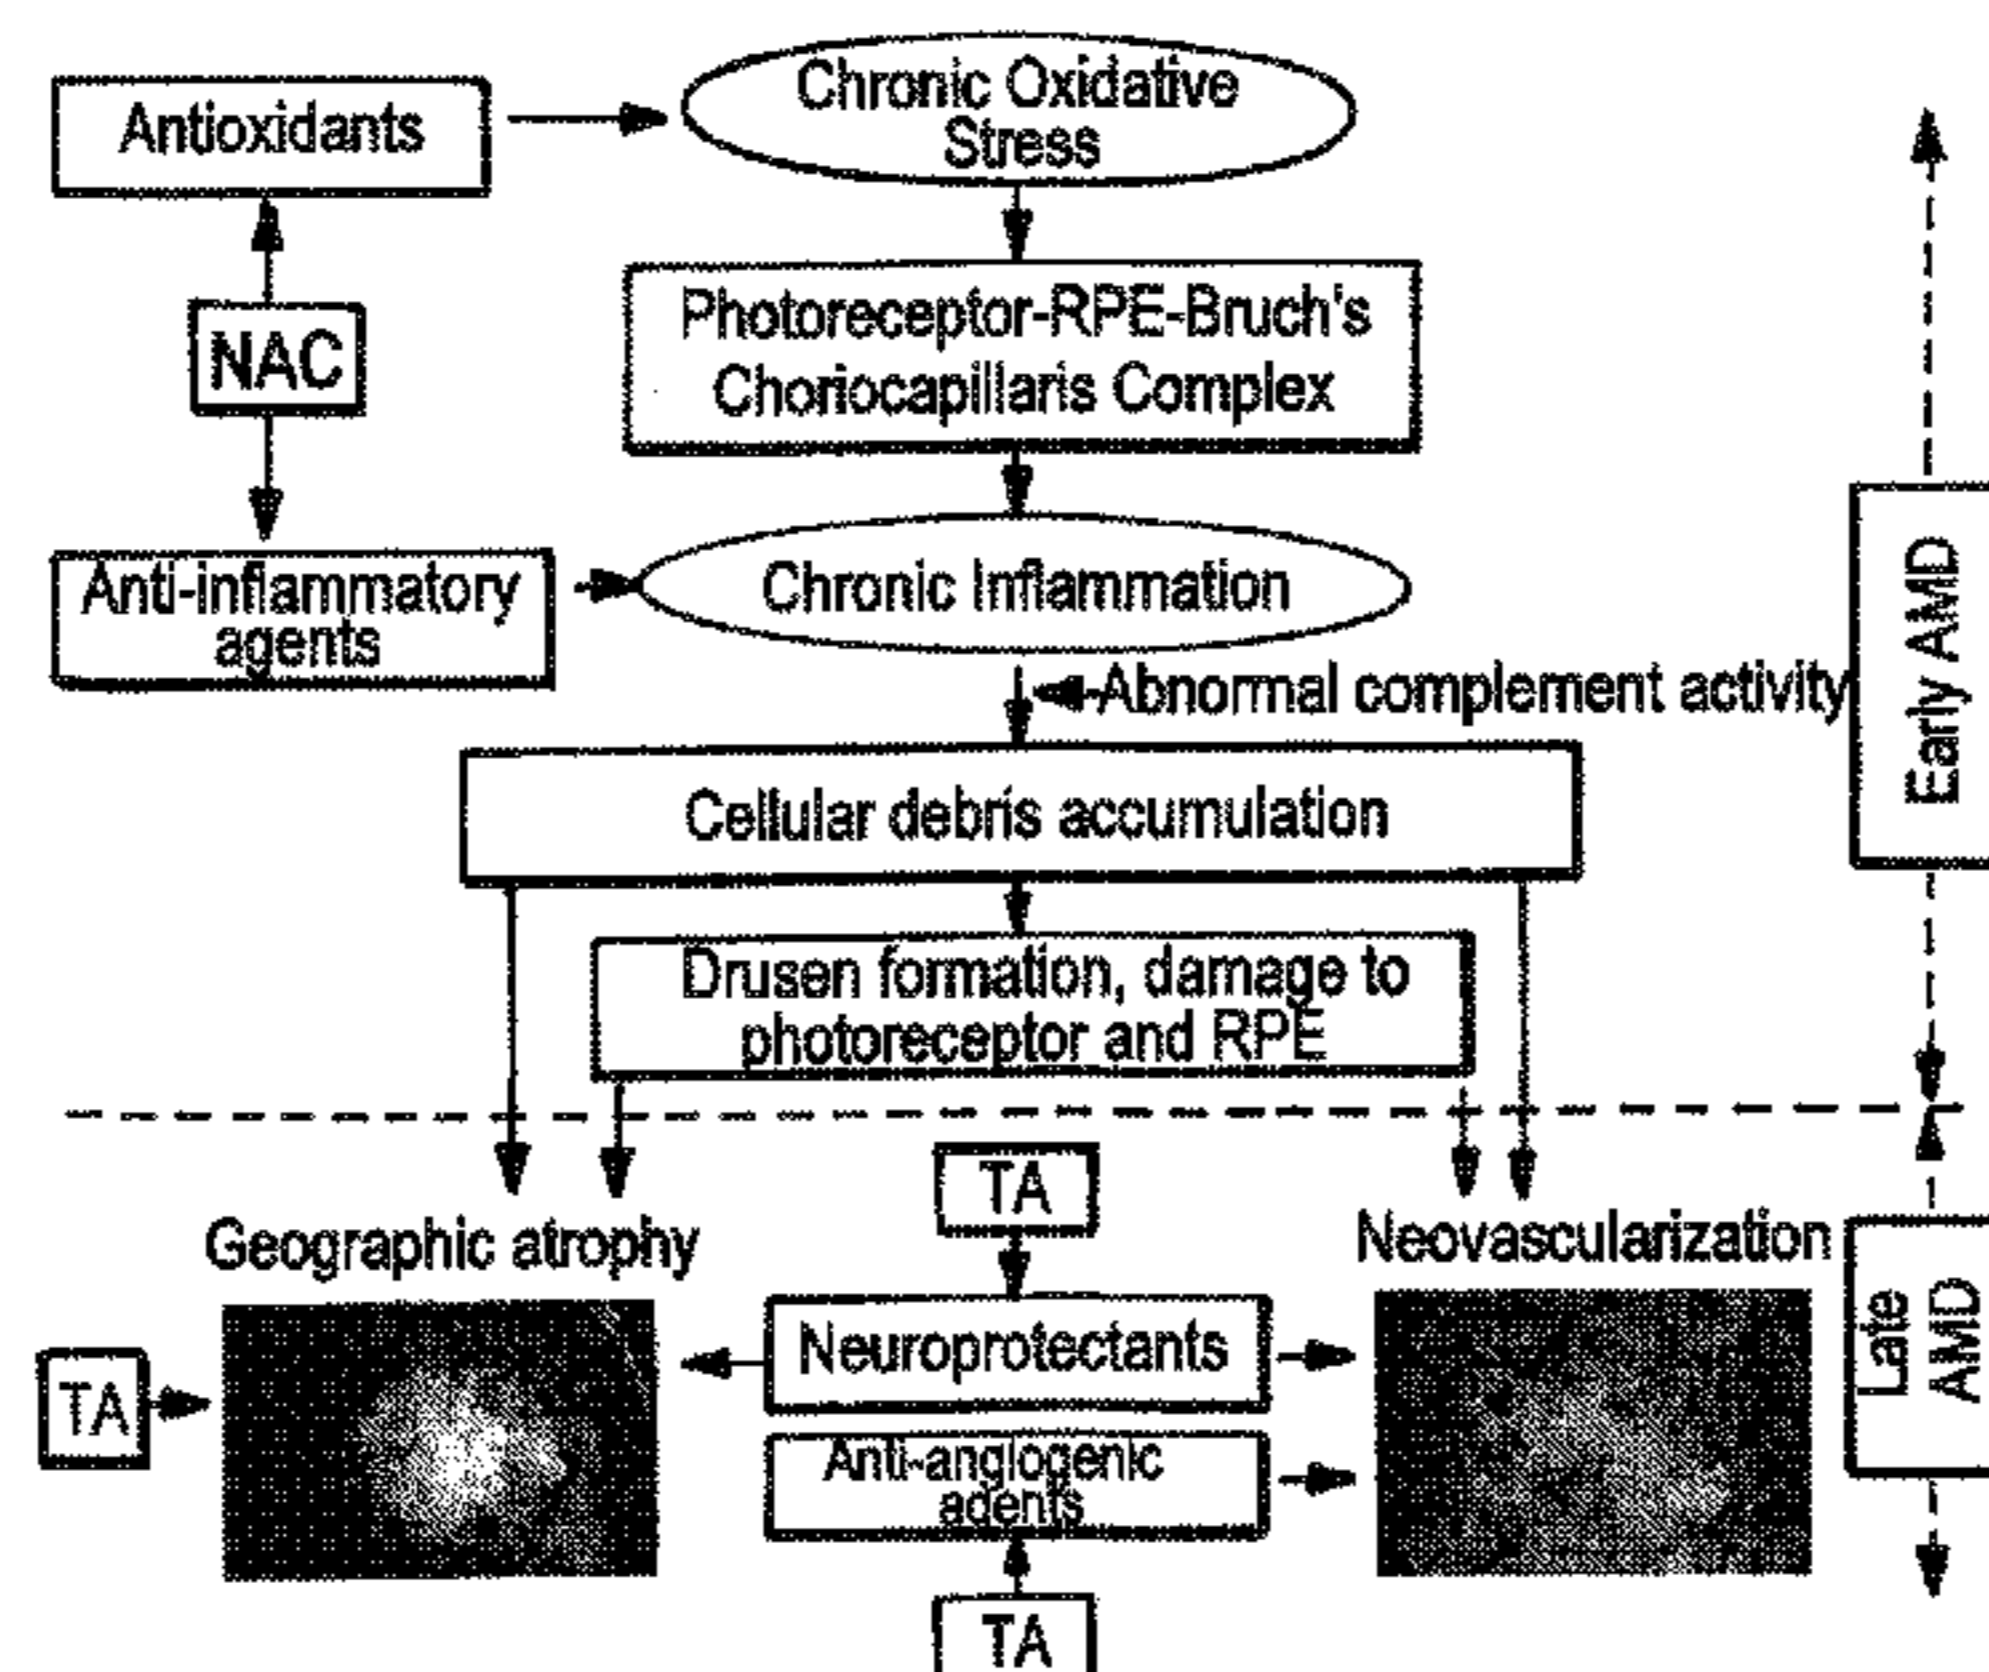 Chronic Oxidative
Stress
Antioxidants
Photoreceptor-RPE-Bruch's
Choriocapillaris Complex
NAC
Anti-inflammatory
agents
Chronic Inflammation
Abnormal complement activity
Early AMD
Cellular debris accumulation
Drusen formation, damage to
photoreceptor and RPE
TA
Geographic atrophy
Neovascularization
Late
AMD
Neuroprotectants
TA
Anti-angiogenic
adents
TA